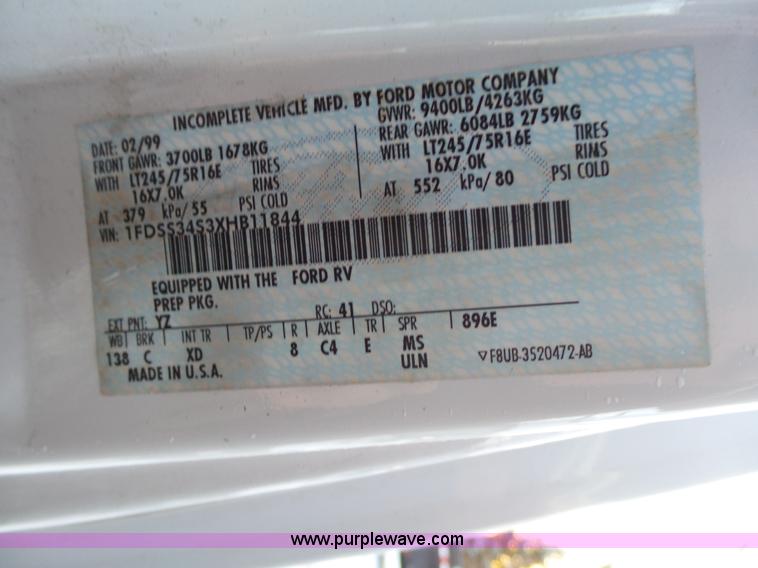 INCOMPLETE VEHICLE MFD. BY FORD MOTOR COMPANY
DATE: 02/99 GVWR: 9400LB/4263KG
FRONT GAWR: 3700LB 1678KG REAR GAWR: 6084LB 2759KG
WITH LT245/75R16E TIRES WITH LT245/75R16E TIRES
16X7.0K RIMS 16X7.0K RIMS
AT 379 kPa/55 PSI COLD AT 552 kPa/80 PSI COLD
VIN: 1FDSS34S3XHB11844
EQUIPPED WITH THE FORD RV
PREP PKG.
EXT PNT: YZ RC: 41 DSO:
WB BRK INT TR TP/PS R AXLE TR SPR 896E
138 C XD 8 C4 E MS
ULN
MADE IN U.S.A. ▽F8UB-3520472-AB
www.purplewave.com